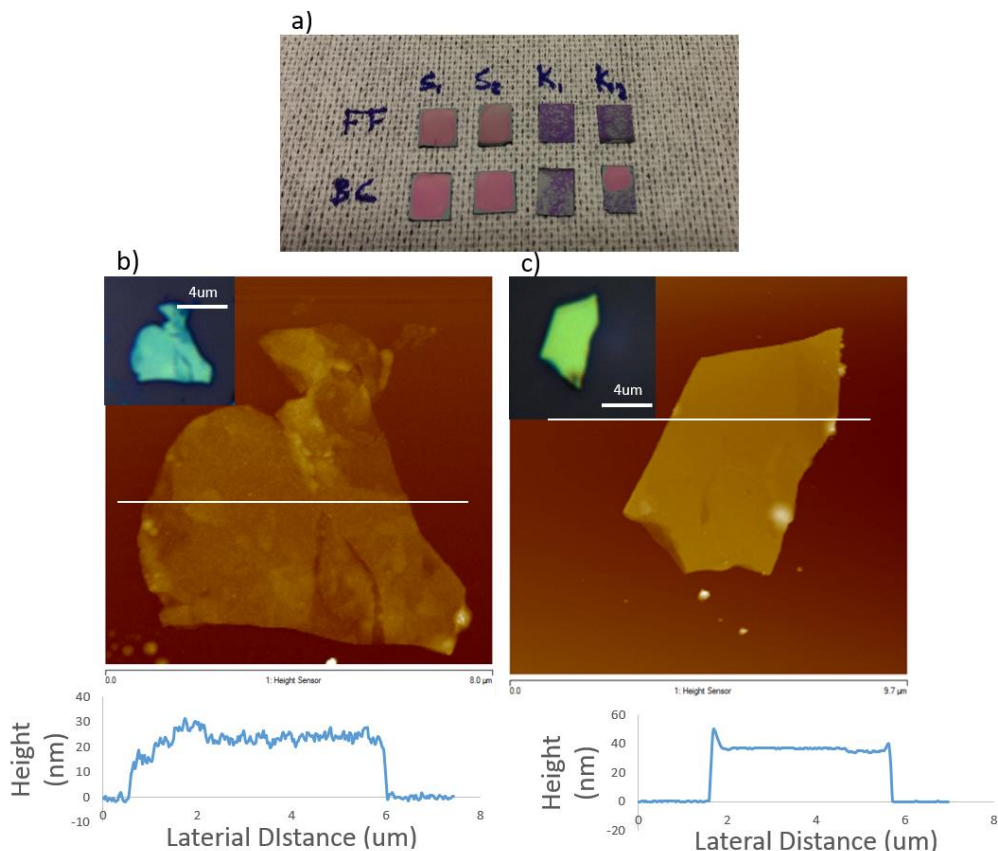 a)
S1 S2 K1 K2
FF
BC
b)
4um
c)
4um
0.0 1: Height Sensor 8.0 µm
0.0 1: Height Sensor 9.7 µm
Height
(nm)
40
30
20
10
0
-10
0 2 4 6 8
Laterial DIstance (um)
Height
(nm)
60
40
20
0
-20
0 2 4 6 8
Lateral Distance (um)